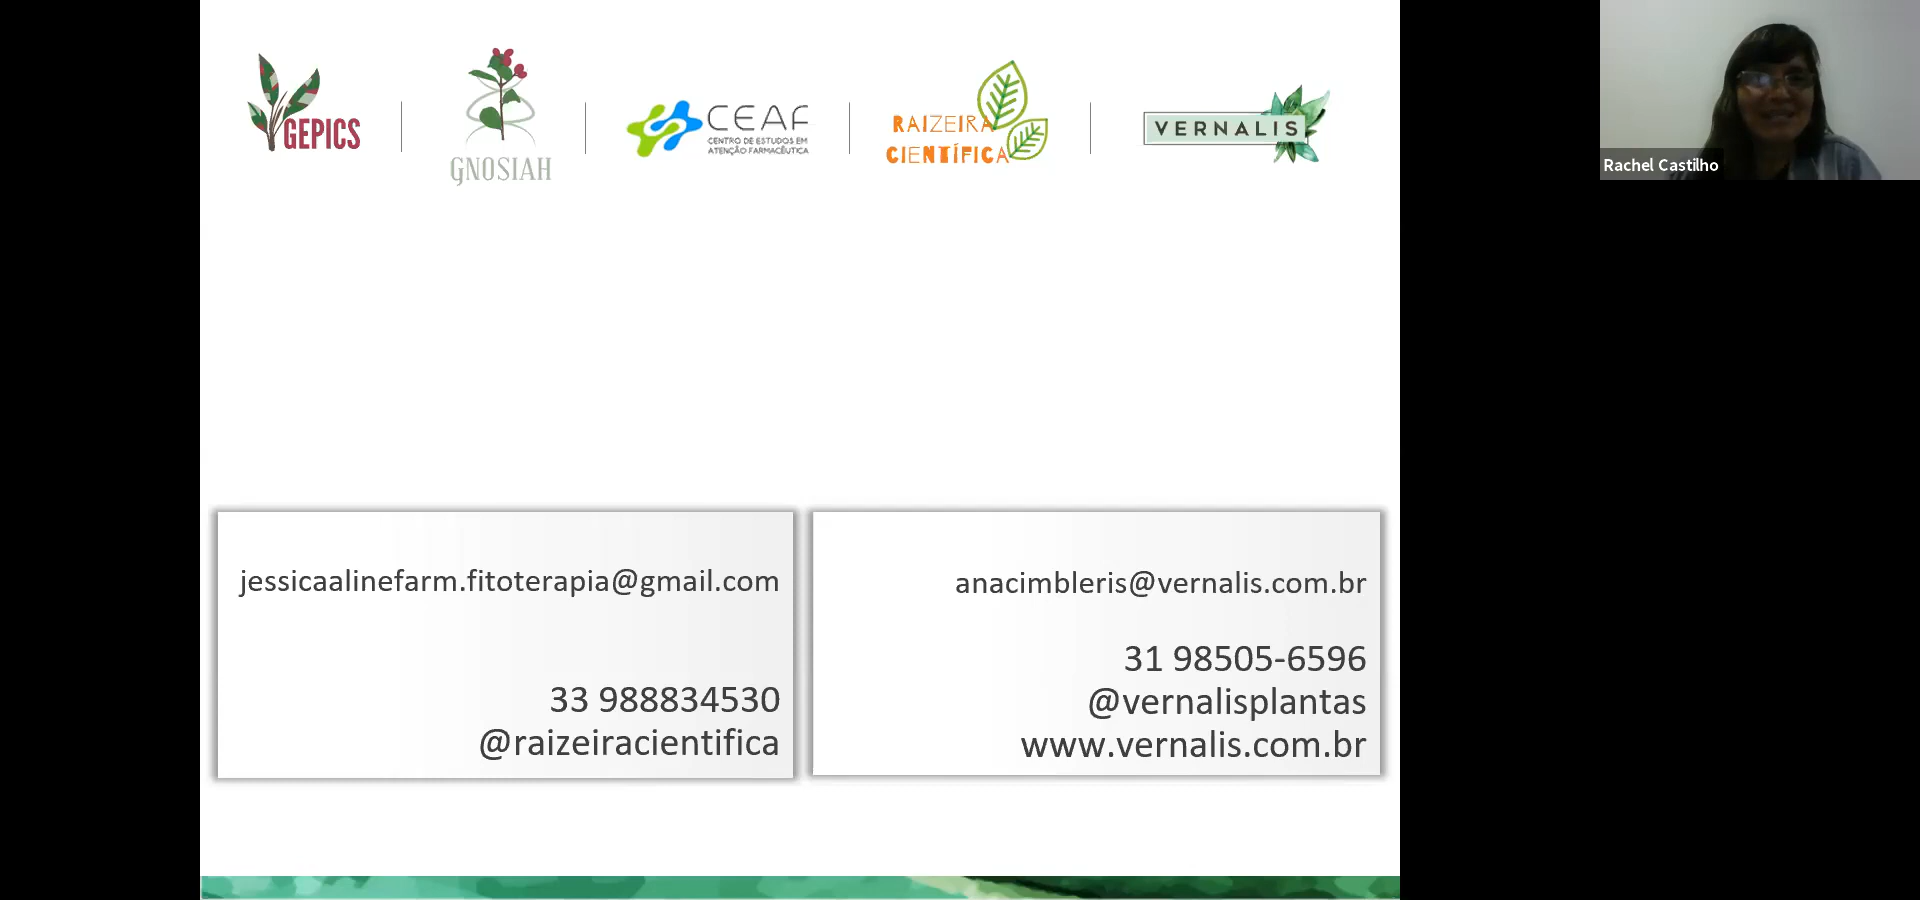 GEPICS
GNOSIAH
CEAF
CENTRO DE ESTUDOS EM
ATENÇÃO FARMACÊUTICA
RAIZEIRA
CIENTÍFICA
VERNALIS
Rachel Castilho
jessicaalinefarm.fitoterapia@gmail.com
33 988834530
@raizeiracientifica
anacimbleris@vernalis.com.br
31 98505-6596
@vernalisplantas
www.vernalis.com.br